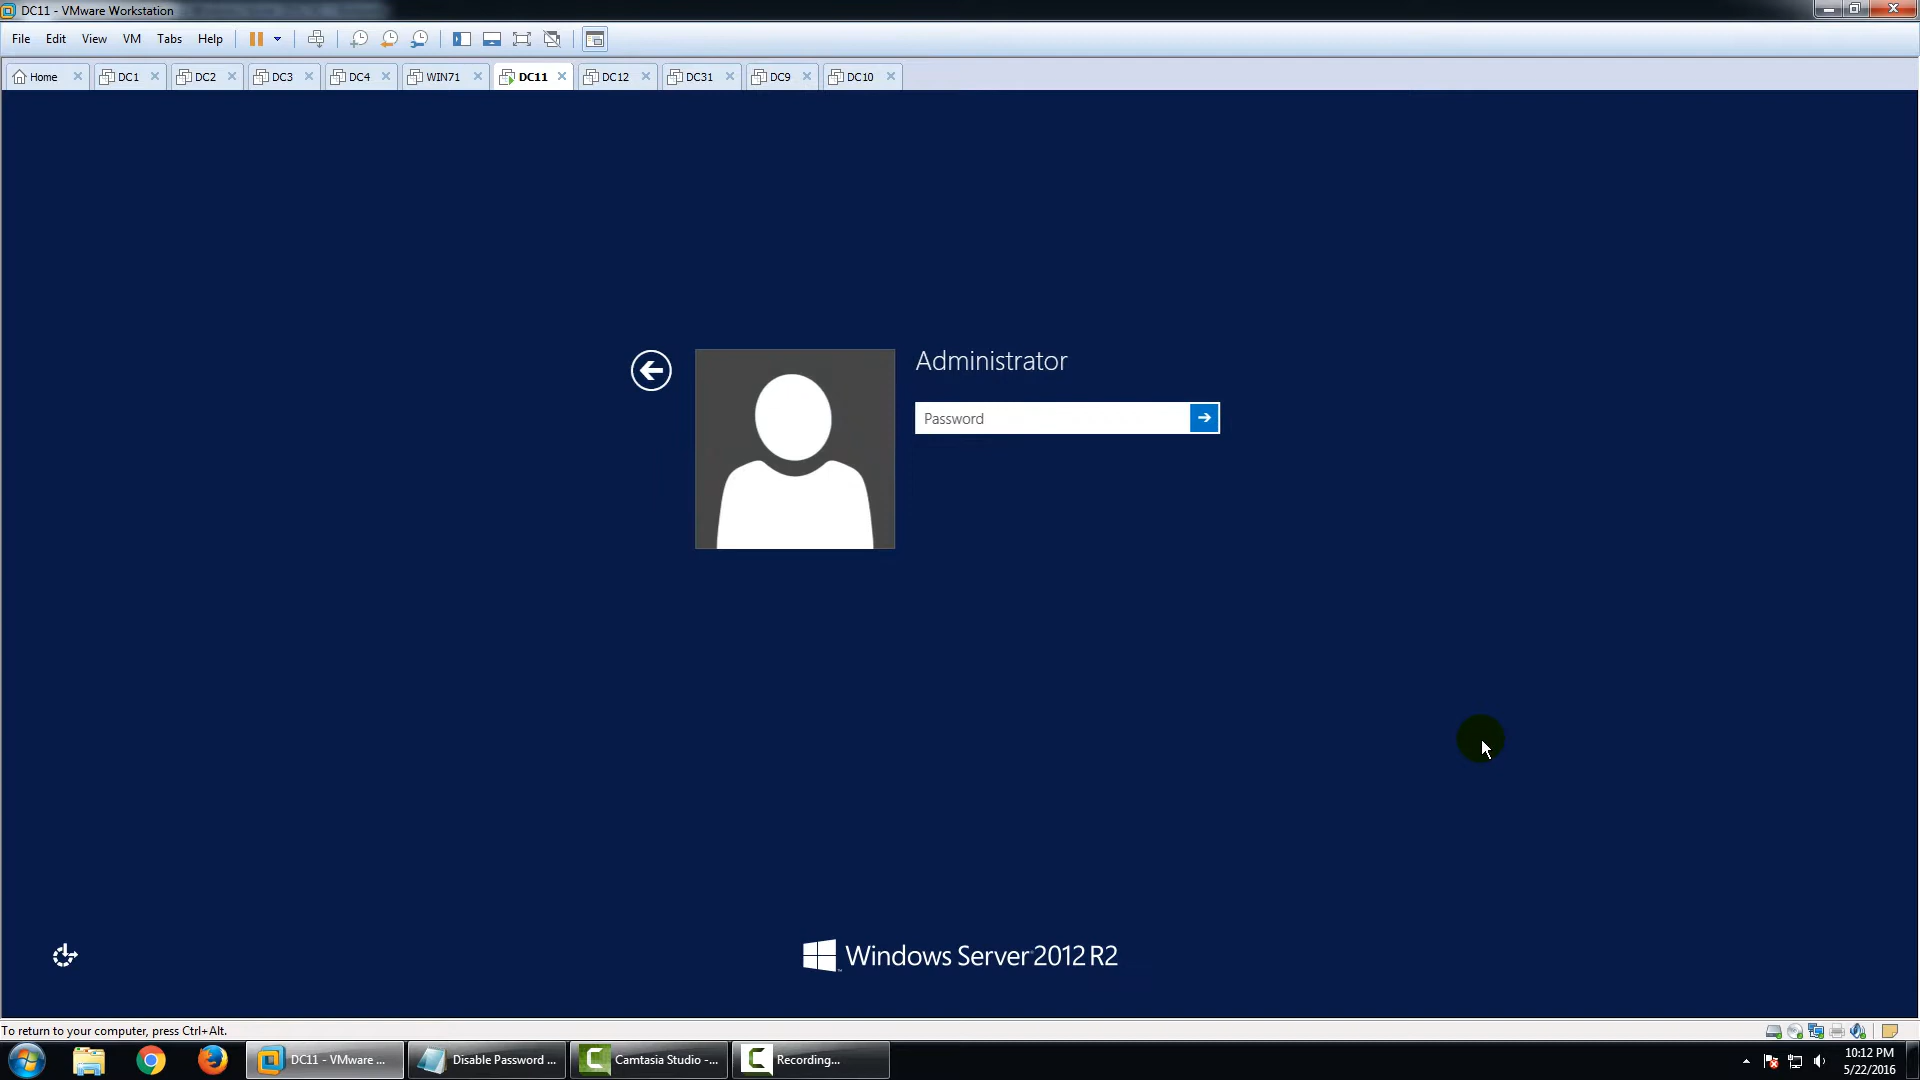 DC11 - VMware Workstation
File Edit View VM Tabs Help
Home DC1 DC2 DC3 DC4 WIN71 DC11 DC12 DC31 DC9 DC10
Administrator
Password
Windows Server 2012 R2
To return to your computer, press Ctrl+Alt.
DC11 - VMware ... Disable Password ... Camtasia Studio -... Recording...
10:12 PM
5/22/2016